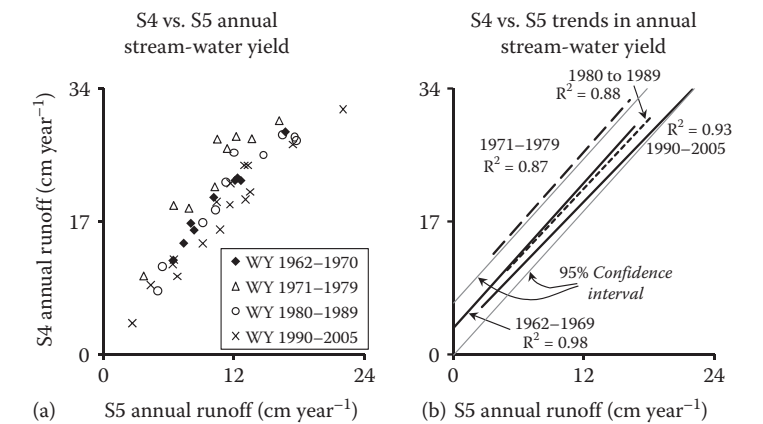 S4 vs. S5 annual
stream-water yield
34
17
0
0
12
24
S4 annual runoff (cm year⁻¹)
WY 1962–1970
WY 1971–1979
WY 1980–1989
WY 1990–2005
(a)
S5 annual runoff (cm year⁻¹)
S4 vs. S5 trends in annual
stream-water yield
34
17
0
0
12
24
1980 to 1989
R² = 0.88
R² = 0.93
1990–2005
1971–1979
R² = 0.87
95% Confidence
interval
1962–1969
R² = 0.98
(b)
S5 annual runoff (cm year⁻¹)